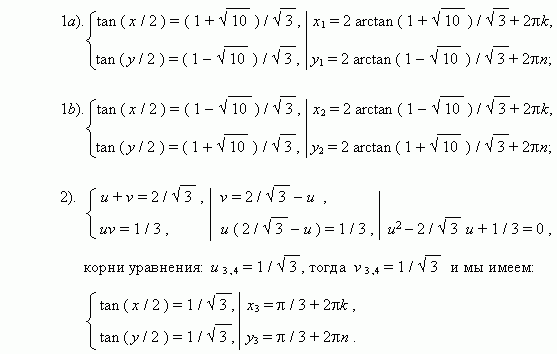 1a). tan ( x / 2 ) = ( 1 + √10 ) / √3 , x₁ = 2 arctan ( 1 + √10 ) / √3 + 2πk,
tan ( y / 2 ) = ( 1 − √10 ) / √3 , y₁ = 2 arctan ( 1 − √10 ) / √3 + 2πn;
1b). tan ( x / 2 ) = ( 1 − √10 ) / √3 , x₂ = 2 arctan ( 1 − √10 ) / √3 + 2πk,
tan ( y / 2 ) = ( 1 + √10 ) / √3 , y₂ = 2 arctan ( 1 + √10 ) / √3 + 2πn;
2). u + v = 2 / √3 , v = 2 / √3 − u ,
uv = 1 / 3 , u ( 2 / √3 − u ) = 1 / 3 , u² − 2 / √3 u + 1 / 3 = 0 ,
корни уравнения: u ₃,₄ = 1 / √3 , тогда v ₃,₄ = 1 / √3 и мы имеем:
tan ( x / 2 ) = 1 / √3 , x₃ = π / 3 + 2πk ,
tan ( y / 2 ) = 1 / √3 , y₃ = π / 3 + 2πn .